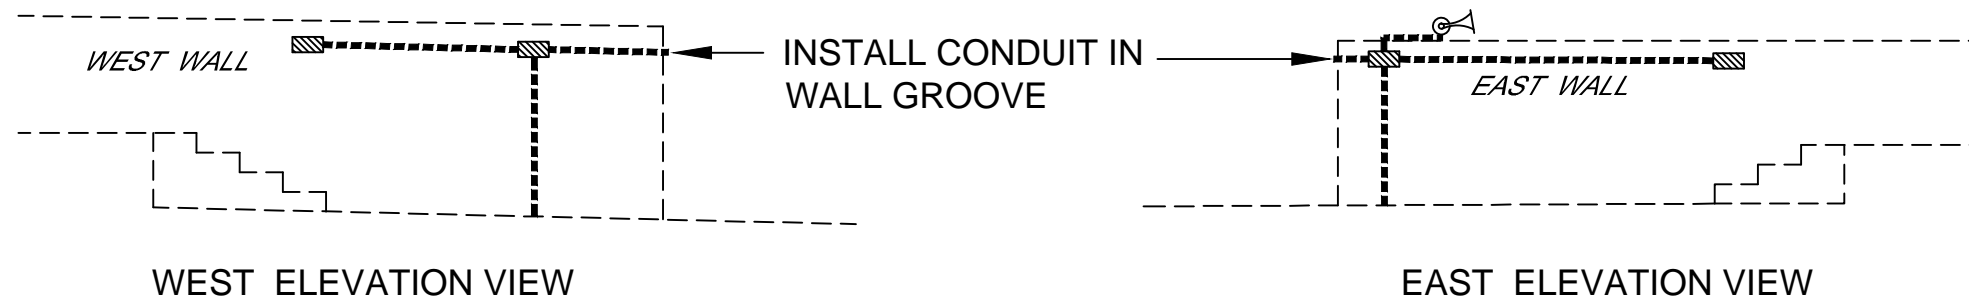 WEST WALL
INSTALL CONDUIT IN
WALL GROOVE
EAST WALL
WEST ELEVATION VIEW
EAST ELEVATION VIEW